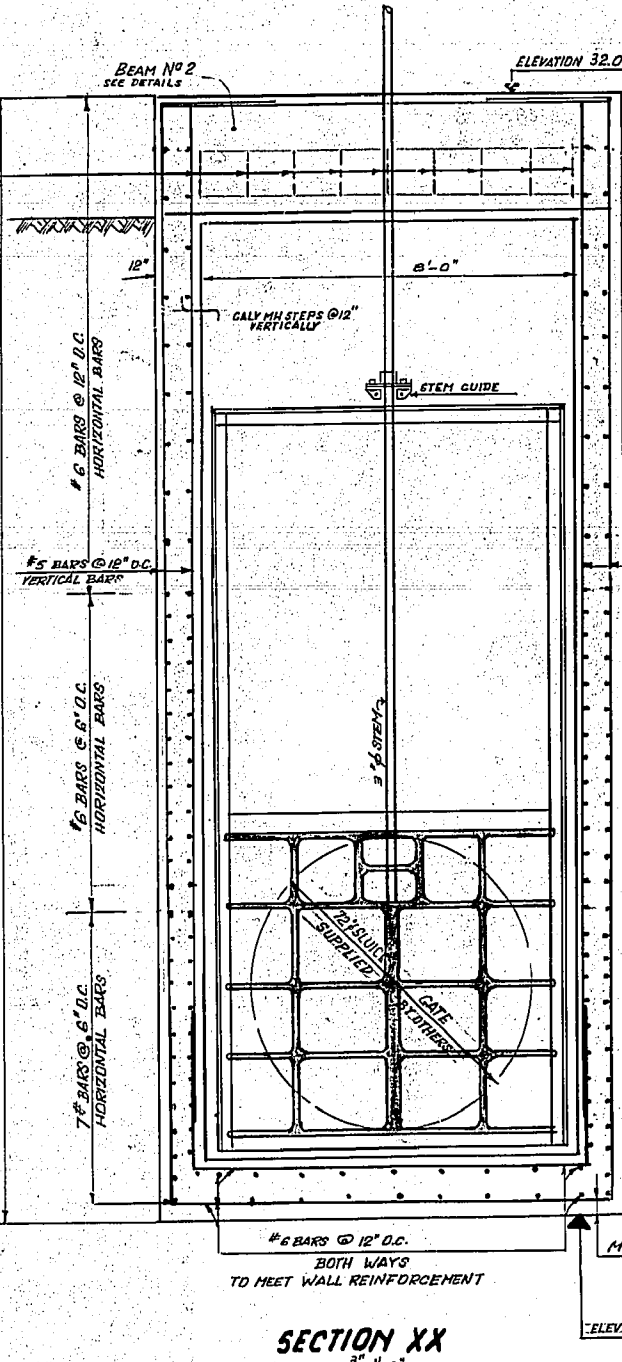 BEAM Nº 2
SEE DETAILS
ELEVATION 32.0
12"
8'-0"
GALV MH STEPS @ 12"
VERTICALLY
STEM GUIDE
# 6 BARS @ 12" O.C.
HORIZONTAL BARS
#5 BARS @ 12" O.C.
VERTICAL BARS
#6 BARS @ 6" O.C.
HORIZONTAL BARS
3"φ STEM
72"φ SLUICE GATE
SUPPLIED BY OTHERS
7# BARS @ 6" O.C.
HORIZONTAL BARS
#6 BARS @ 12" O.C.
BOTH WAYS
TO MEET WALL REINFORCEMENT
M
ELEV
SECTION XX